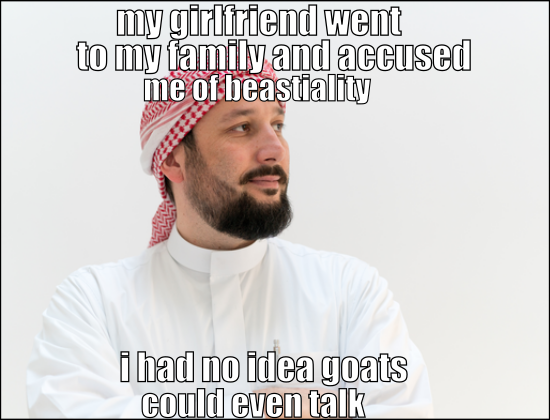 my girlfriend went
to my family and accused
me of beastiality
i had no idea goats
could even talk